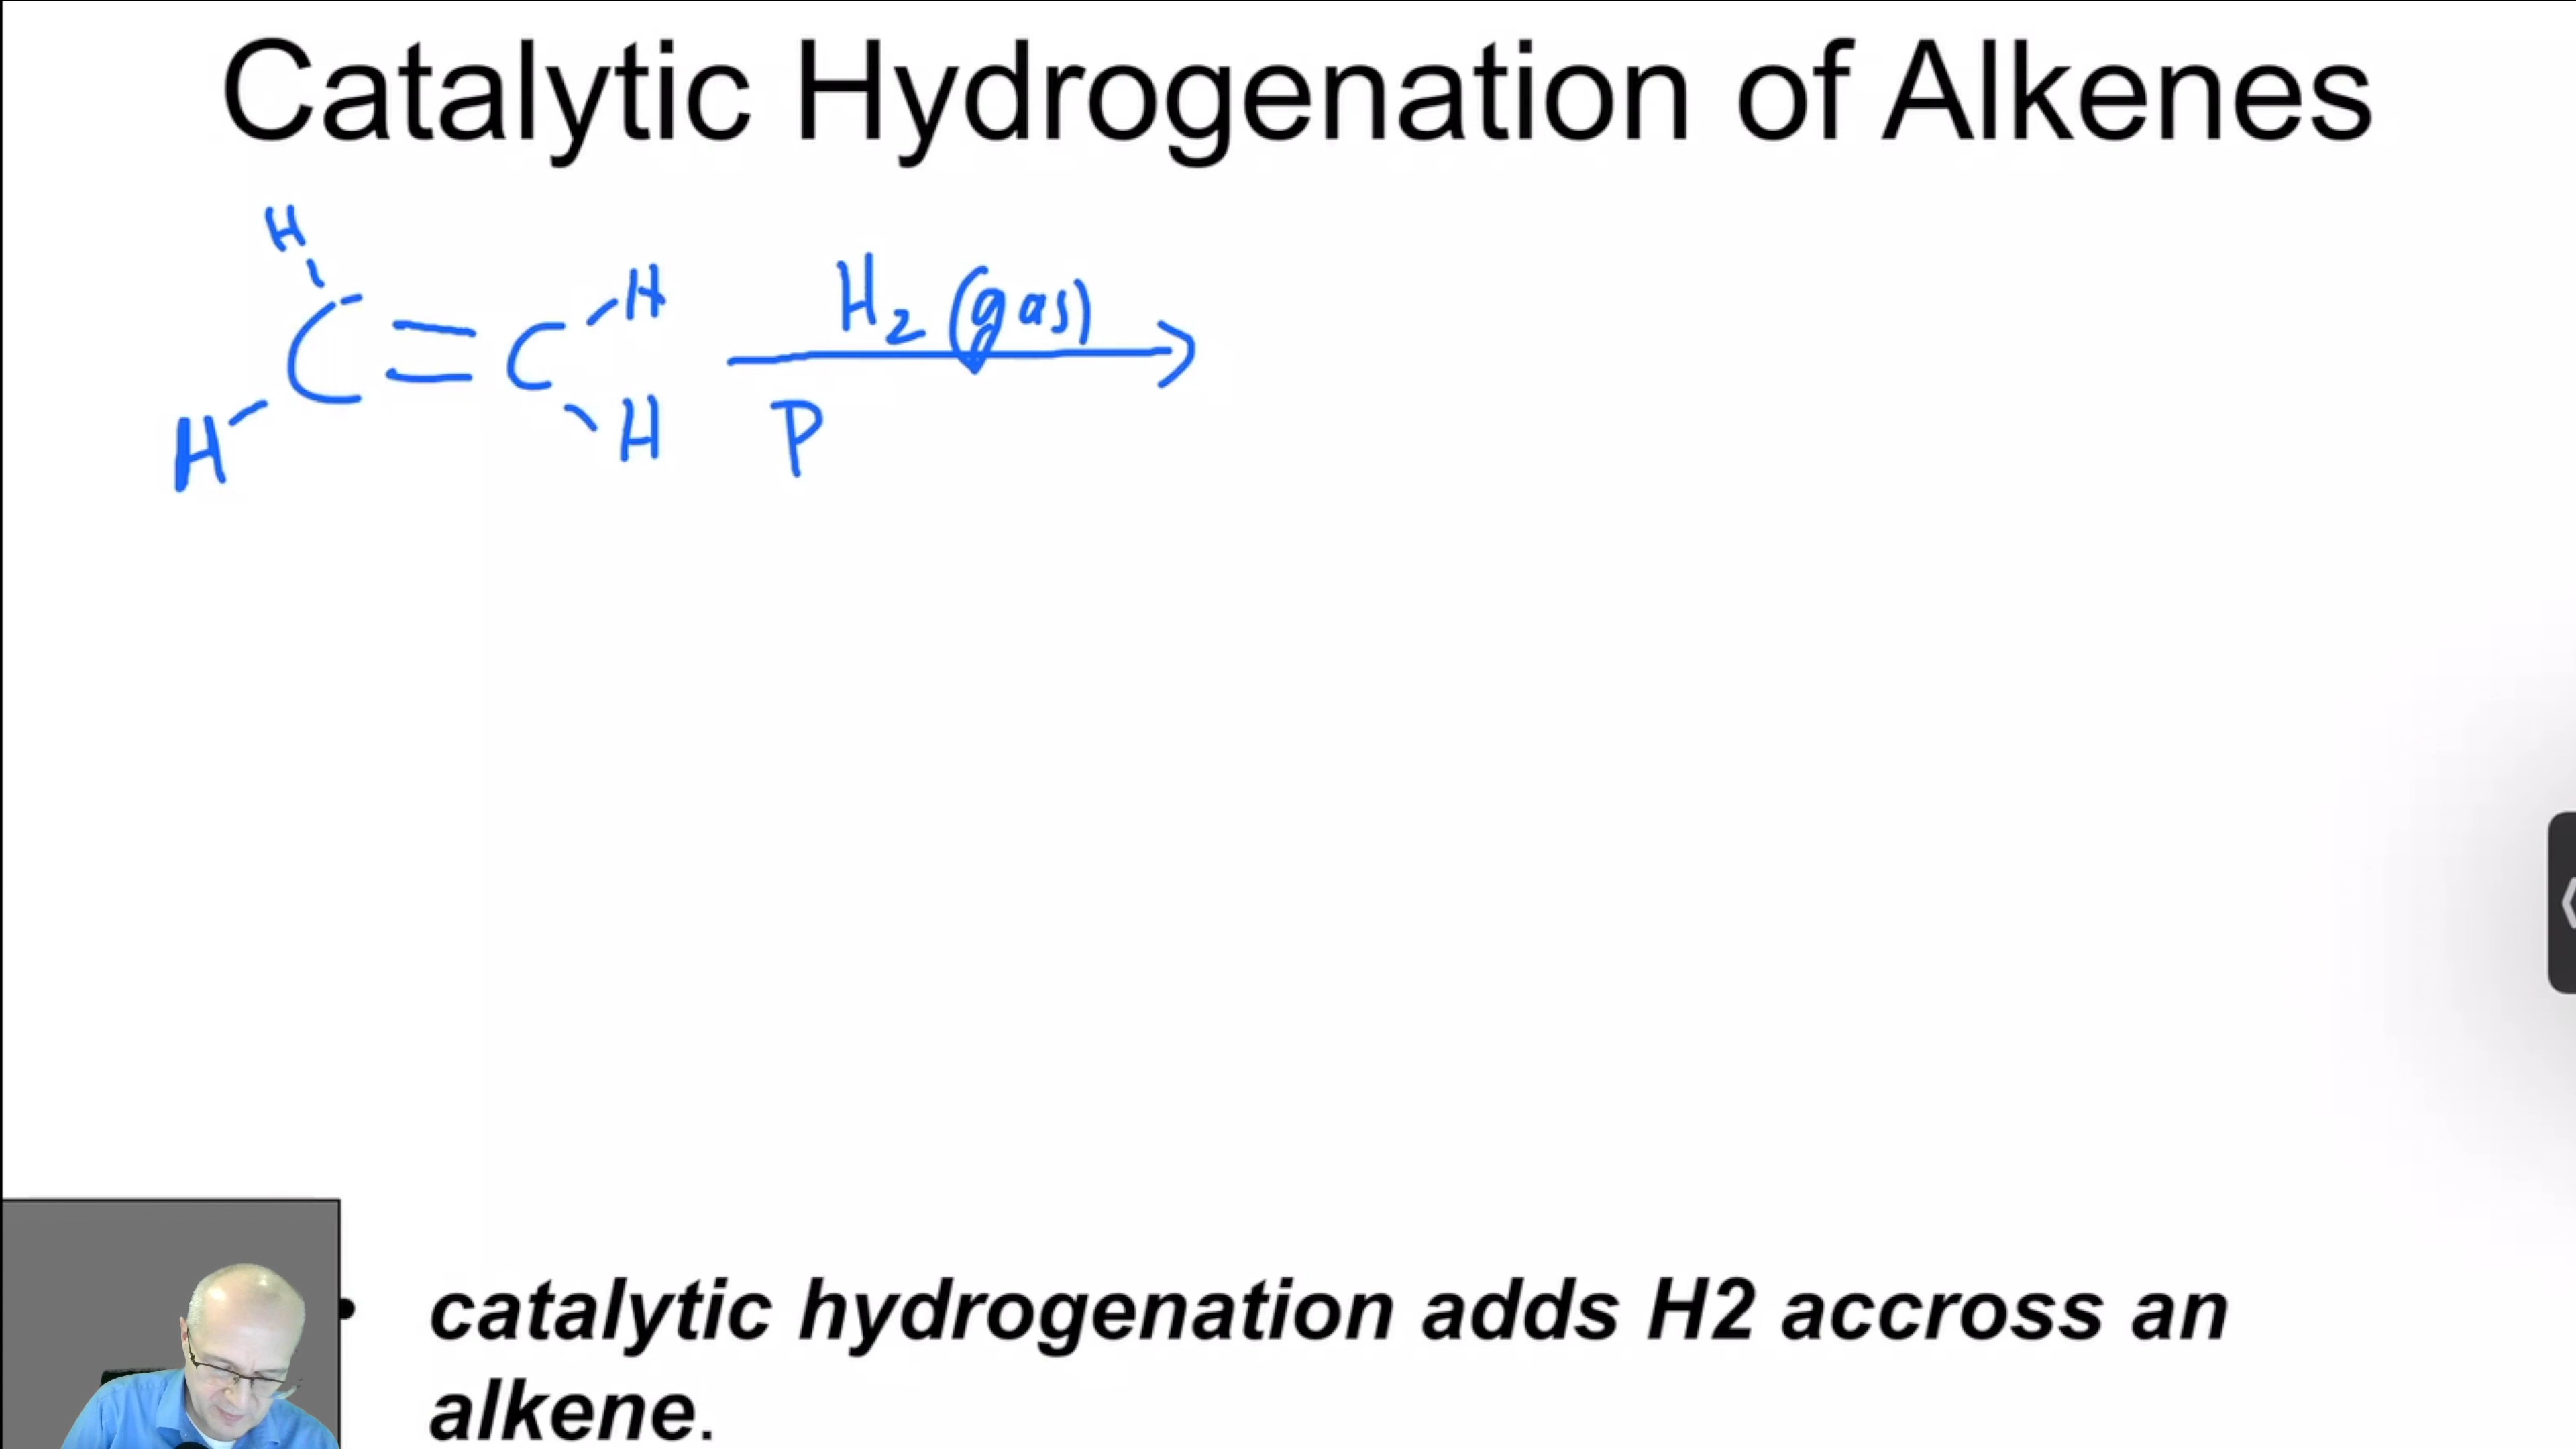 Catalytic Hydrogenation of Alkenes
H
C = C H H2 (gas)
H H P
• catalytic hydrogenation adds H2 accross an
alkene.